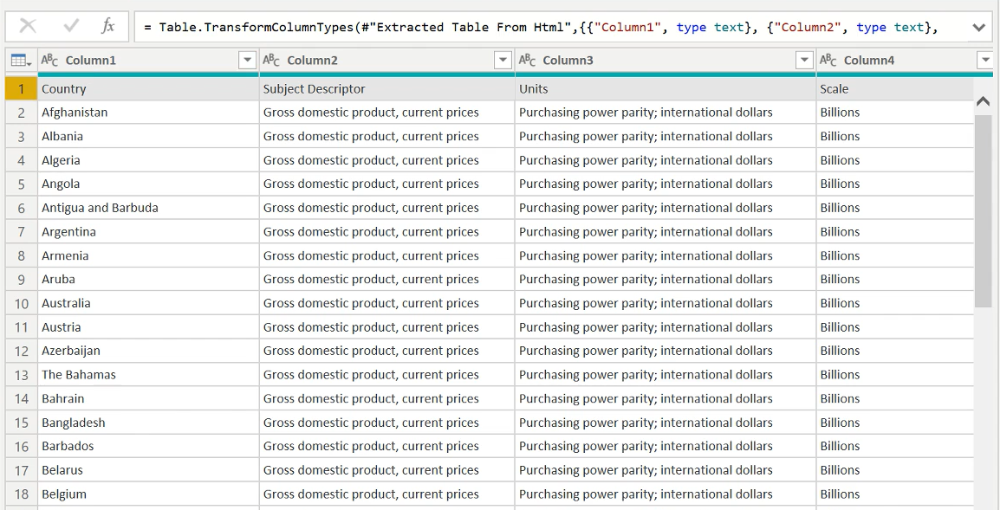 fx = Table.TransformColumnTypes(#"Extracted Table From Html",{{"Column1", type text}, {"Column2", type text},
ABC Column1 ABC Column2 ABC Column3 ABC Column4
1 Country Subject Descriptor Units Scale
2 Afghanistan Gross domestic product, current prices Purchasing power parity; international dollars Billions
3 Albania Gross domestic product, current prices Purchasing power parity; international dollars Billions
4 Algeria Gross domestic product, current prices Purchasing power parity; international dollars Billions
5 Angola Gross domestic product, current prices Purchasing power parity; international dollars Billions
6 Antigua and Barbuda Gross domestic product, current prices Purchasing power parity; international dollars Billions
7 Argentina Gross domestic product, current prices Purchasing power parity; international dollars Billions
8 Armenia Gross domestic product, current prices Purchasing power parity; international dollars Billions
9 Aruba Gross domestic product, current prices Purchasing power parity; international dollars Billions
10 Australia Gross domestic product, current prices Purchasing power parity; international dollars Billions
11 Austria Gross domestic product, current prices Purchasing power parity; international dollars Billions
12 Azerbaijan Gross domestic product, current prices Purchasing power parity; international dollars Billions
13 The Bahamas Gross domestic product, current prices Purchasing power parity; international dollars Billions
14 Bahrain Gross domestic product, current prices Purchasing power parity; international dollars Billions
15 Bangladesh Gross domestic product, current prices Purchasing power parity; international dollars Billions
16 Barbados Gross domestic product, current prices Purchasing power parity; international dollars Billions
17 Belarus Gross domestic product, current prices Purchasing power parity; international dollars Billions
18 Belgium Gross domestic product, current prices Purchasing power parity; international dollars Billions